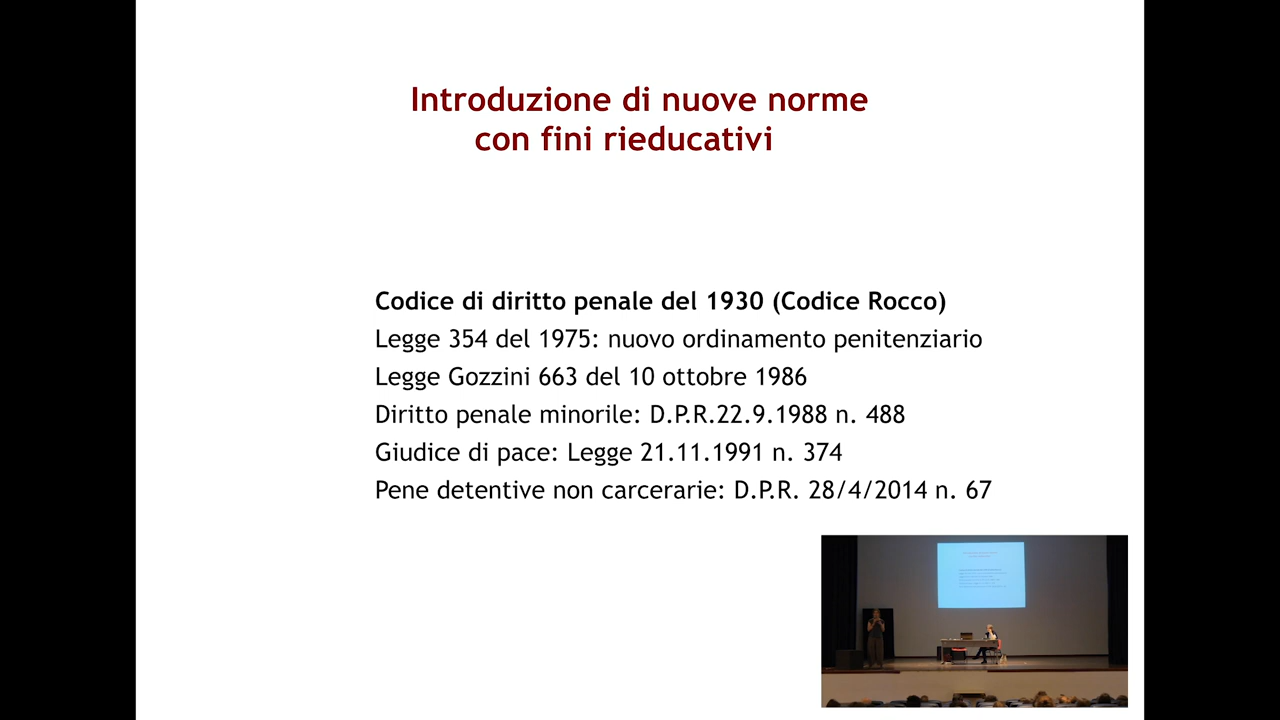 Introduzione di nuove norme
con fini rieducativi
Codice di diritto penale del 1930 (Codice Rocco)
Legge 354 del 1975: nuovo ordinamento penitenziario
Legge Gozzini 663 del 10 ottobre 1986
Diritto penale minorile: D.P.R.22.9.1988 n. 488
Giudice di pace: Legge 21.11.1991 n. 374
Pene detentive non carcerarie: D.P.R. 28/4/2014 n. 67